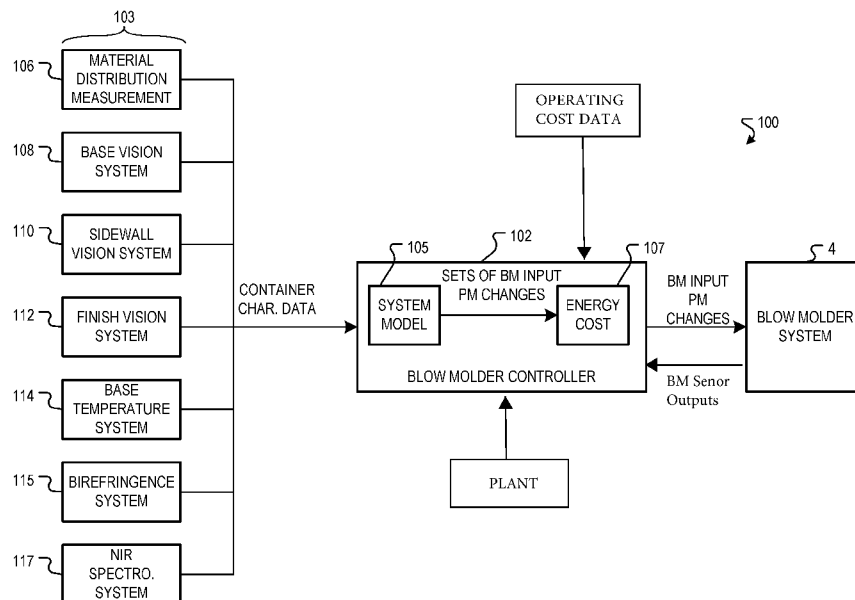 103
106
MATERIAL
DISTRIBUTION
MEASUREMENT
108
BASE VISION
SYSTEM
110
SIDEWALL
VISION SYSTEM
112
FINISH VISION
SYSTEM
114
BASE
TEMPERATURE
SYSTEM
115
BIREFRINGENCE
SYSTEM
117
NIR
SPECTRO.
SYSTEM
CONTAINER
CHAR. DATA
OPERATING
COST DATA
100
105
102
107
SETS OF BM INPUT
PM CHANGES
SYSTEM
MODEL
ENERGY
COST
BLOW MOLDER CONTROLLER
PLANT
BM INPUT
PM
CHANGES
BM Senor
Outputs
4
BLOW MOLDER
SYSTEM